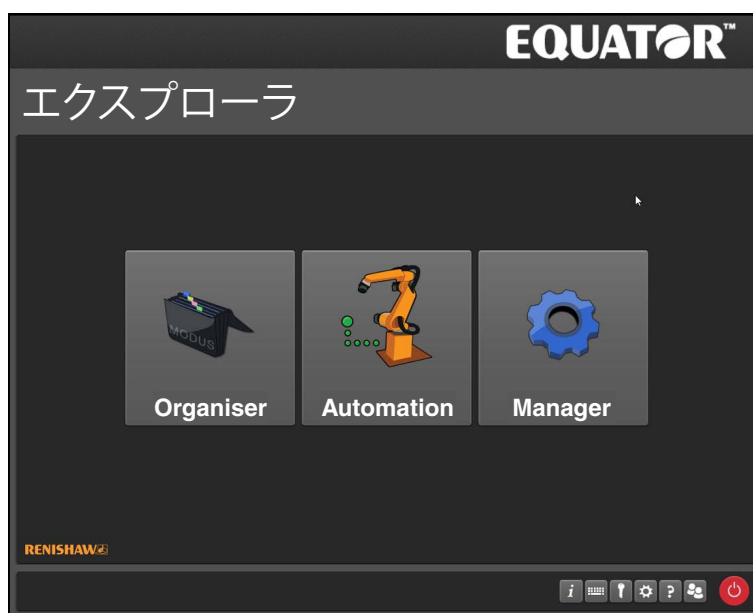 EQUATOR™
エクスプローラ
MODUS
Organiser
Automation
Manager
RENISHAW
i
?